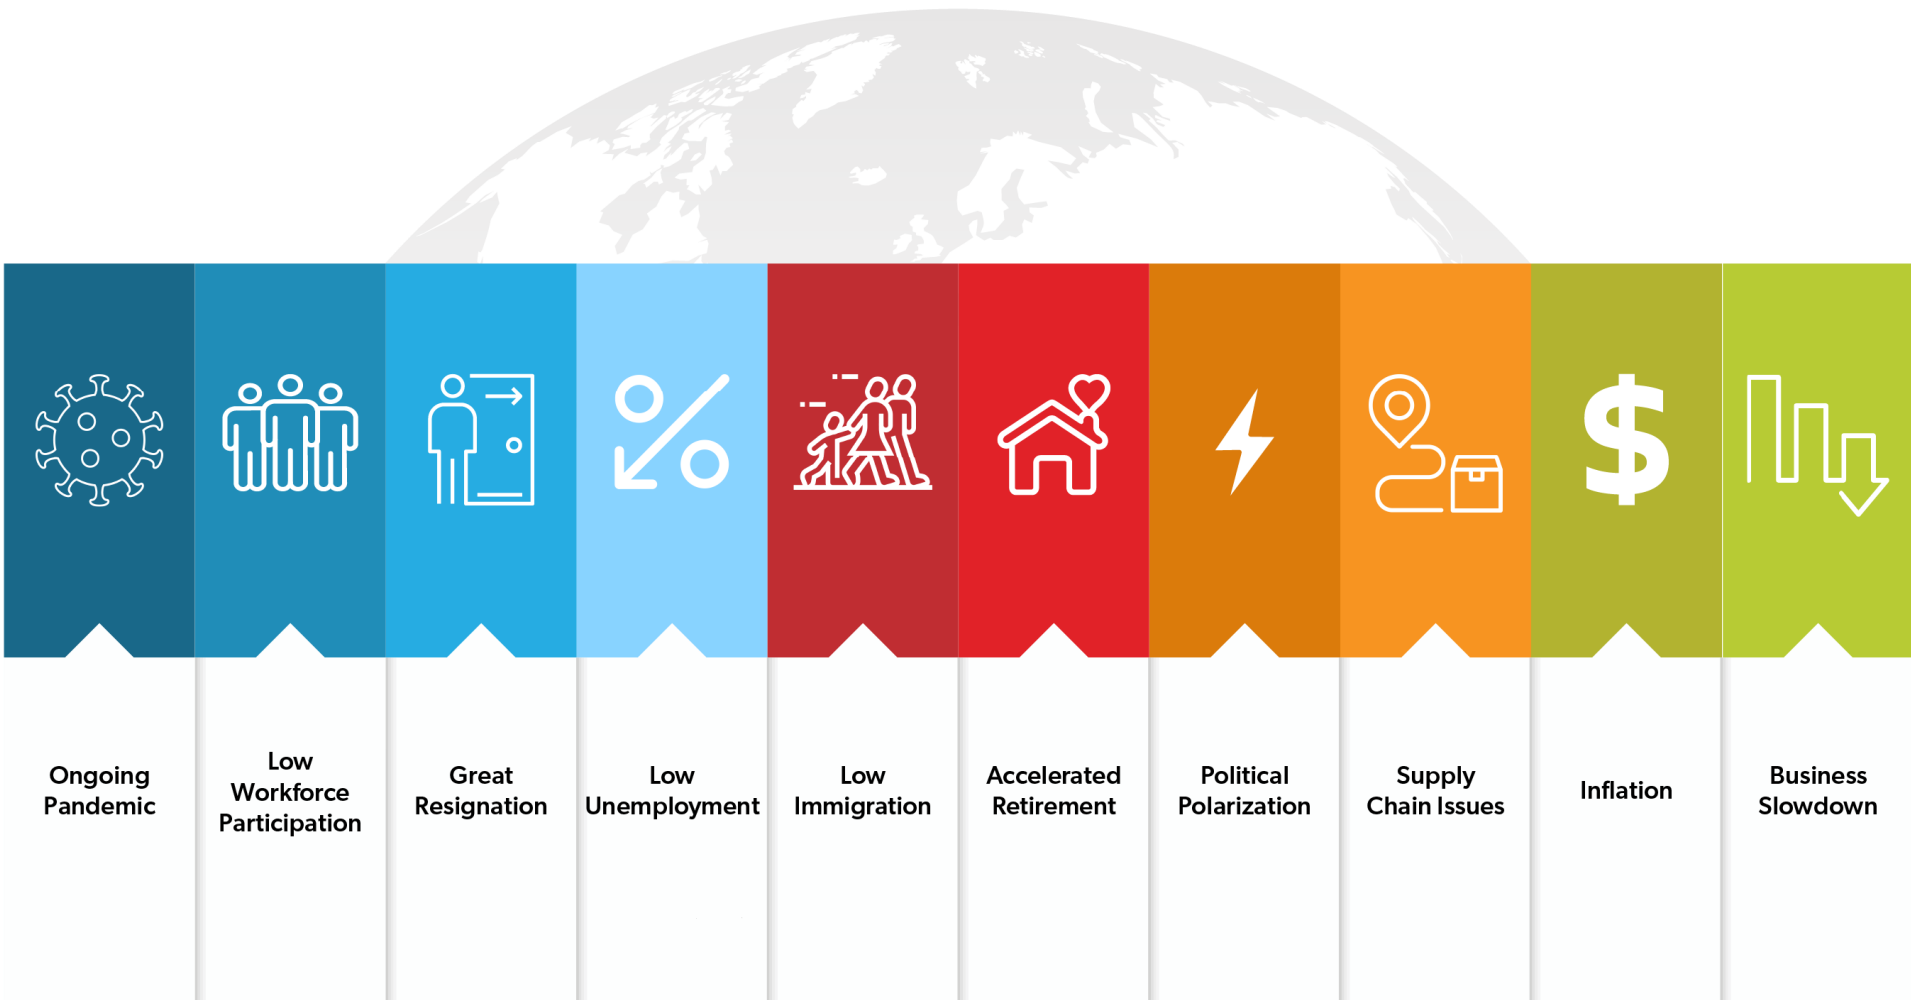 Ongoing
Pandemic
Low
Workforce
Participation
Great
Resignation
Low
Unemployment
Low
Immigration
Accelerated
Retirement
Political
Polarization
Supply
Chain Issues
$
Inflation
Business
Slowdown